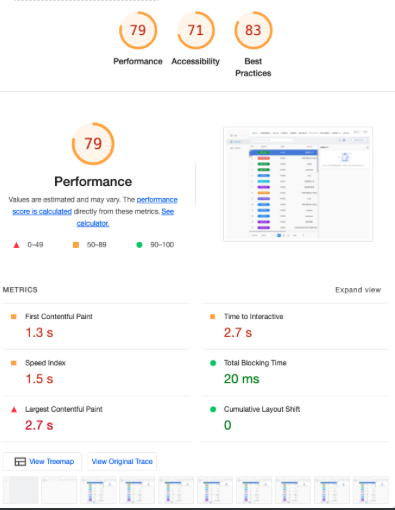 79
71
83
Performance
Accessibility
Best
Practices
79
Performance
Values are estimated and may vary. The performance
score is calculated directly from these metrics. See
calculator.
0–49
50–89
90–100
METRICS
Expand view
First Contentful Paint
1.3 s
Time to Interactive
2.7 s
Speed Index
1.5 s
Total Blocking Time
20 ms
Largest Contentful Paint
2.7 s
Cumulative Layout Shift
0
View Treemap
View Original Trace